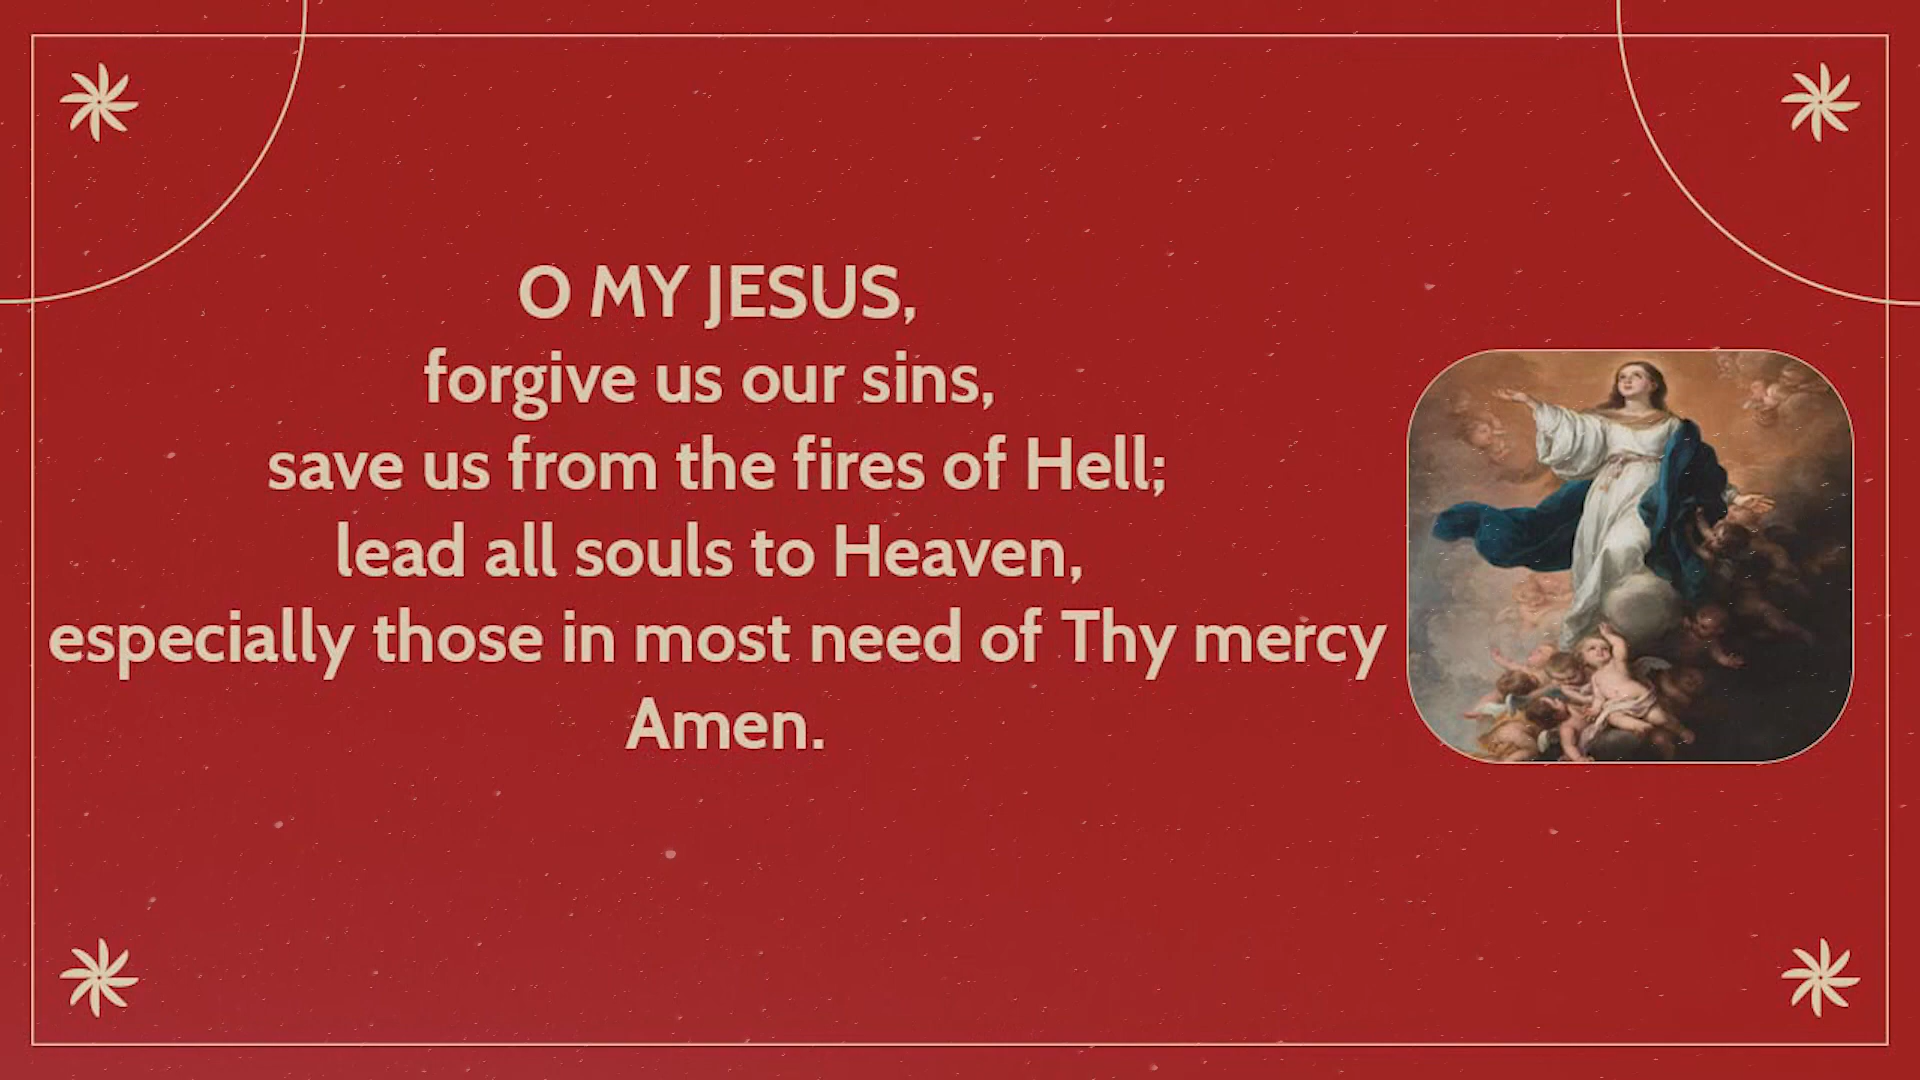 O MY JESUS,
forgive us our sins,
save us from the fires of Hell;
lead all souls to Heaven,
especially those in most need of Thy mercy
Amen.